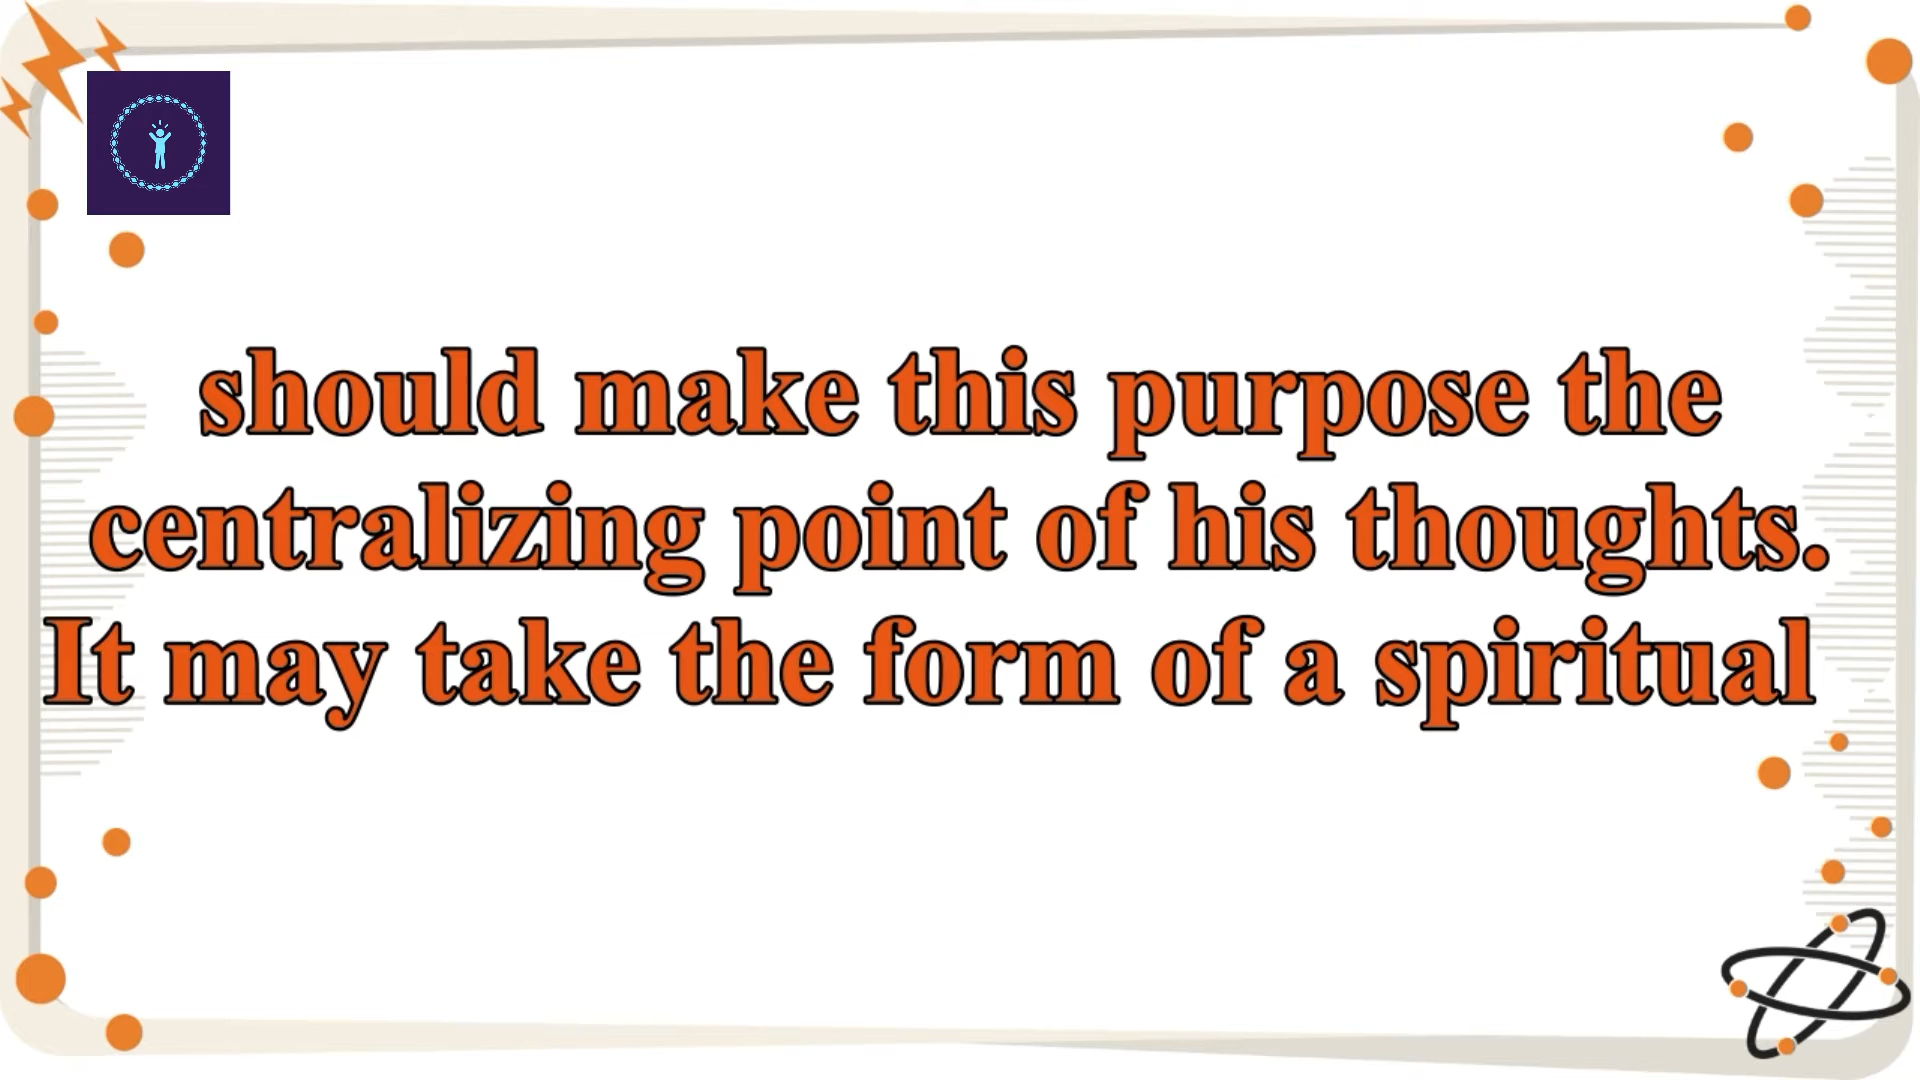 should make this purpose the
centralizing point of his thoughts.
It may take the form of a spiritual